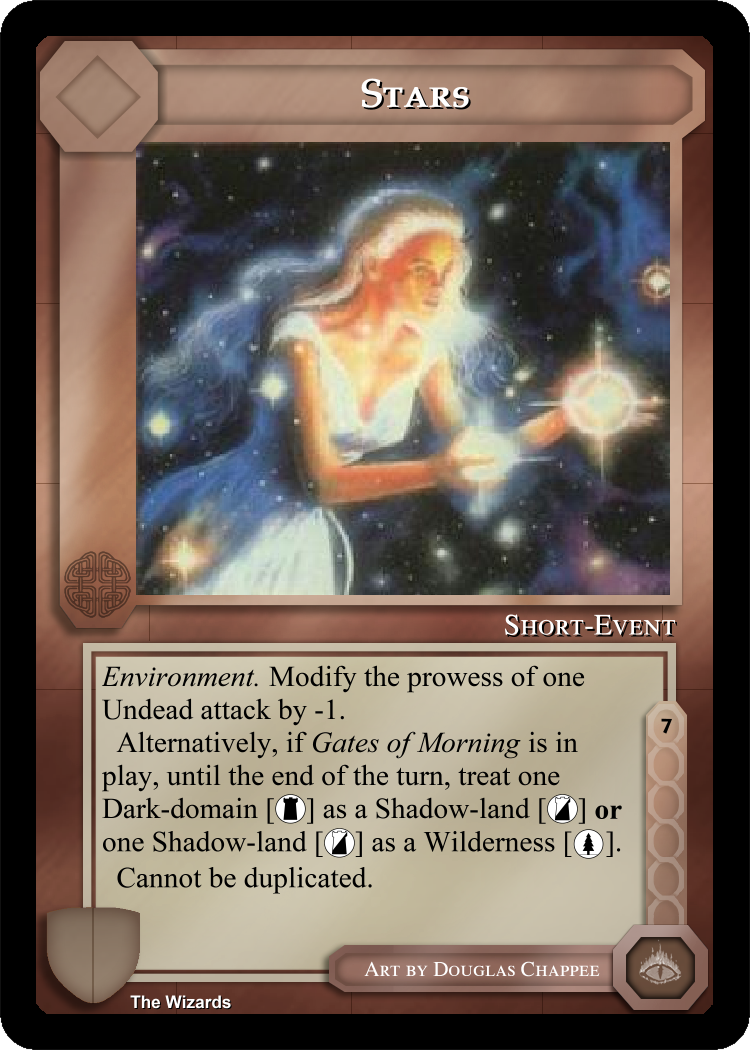 Stars
Short-Event
Environment. Modify the prowess of one
Undead attack by -1.
Alternatively, if Gates of Morning is in
play, until the end of the turn, treat one
Dark-domain [] as a Shadow-land [] or
one Shadow-land [] as a Wilderness [].
Cannot be duplicated.
7
Art by Douglas Chappee
The Wizards